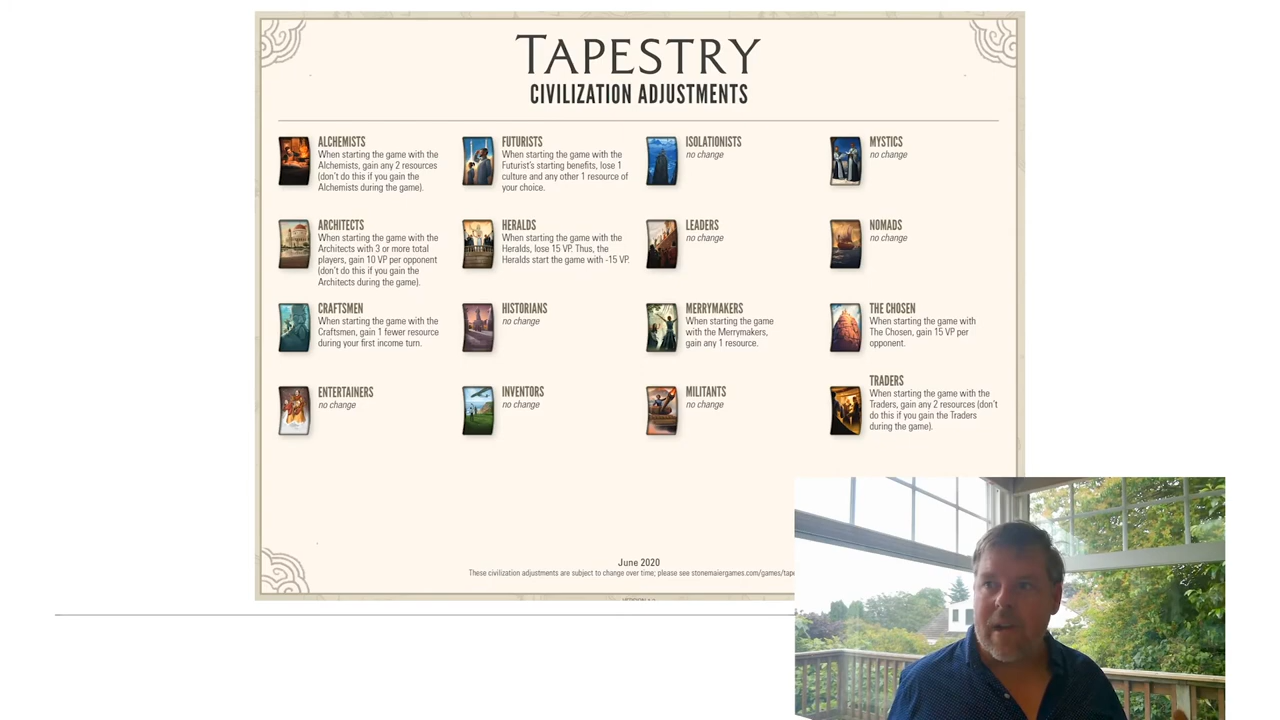 TAPESTRY
CIVILIZATION ADJUSTMENTS
ALCHEMISTS
When starting the game with the
Alchemists, gain any 2 resources
(don't do this if you gain the
Alchemists during the game).
FUTURISTS
When starting the game with the
Futurist's starting benefits, lose 1
culture and any other 1 resource of
your choice.
ISOLATIONISTS
no change
MYSTICS
no change
ARCHITECTS
When starting the game with the
Architects with 3 or more total
players, gain 10 VP per opponent
(don't do this if you gain the
Architects during the game).
HERALDS
When starting the game with the
Heralds, lose 15 VP. Thus, the
Heralds start the game with -15 VP.
LEADERS
no change
NOMADS
no change
CRAFTSMEN
When starting the game with the
Craftsmen, gain 1 fewer resource
during your first income turn.
HISTORIANS
no change
MERRYMAKERS
When starting the game
with the Merrymakers,
gain any 1 resource.
THE CHOSEN
When starting the game with
The Chosen, gain 15 VP per
opponent.
ENTERTAINERS
no change
INVENTORS
no change
MILITANTS
no change
TRADERS
When starting the game with the
Traders, gain any 2 resources (don't
do this if you gain the Traders
during the game).
June 2020
These civilization adjustments are subject to change over time; please see stonemaiergames.com/games/tape